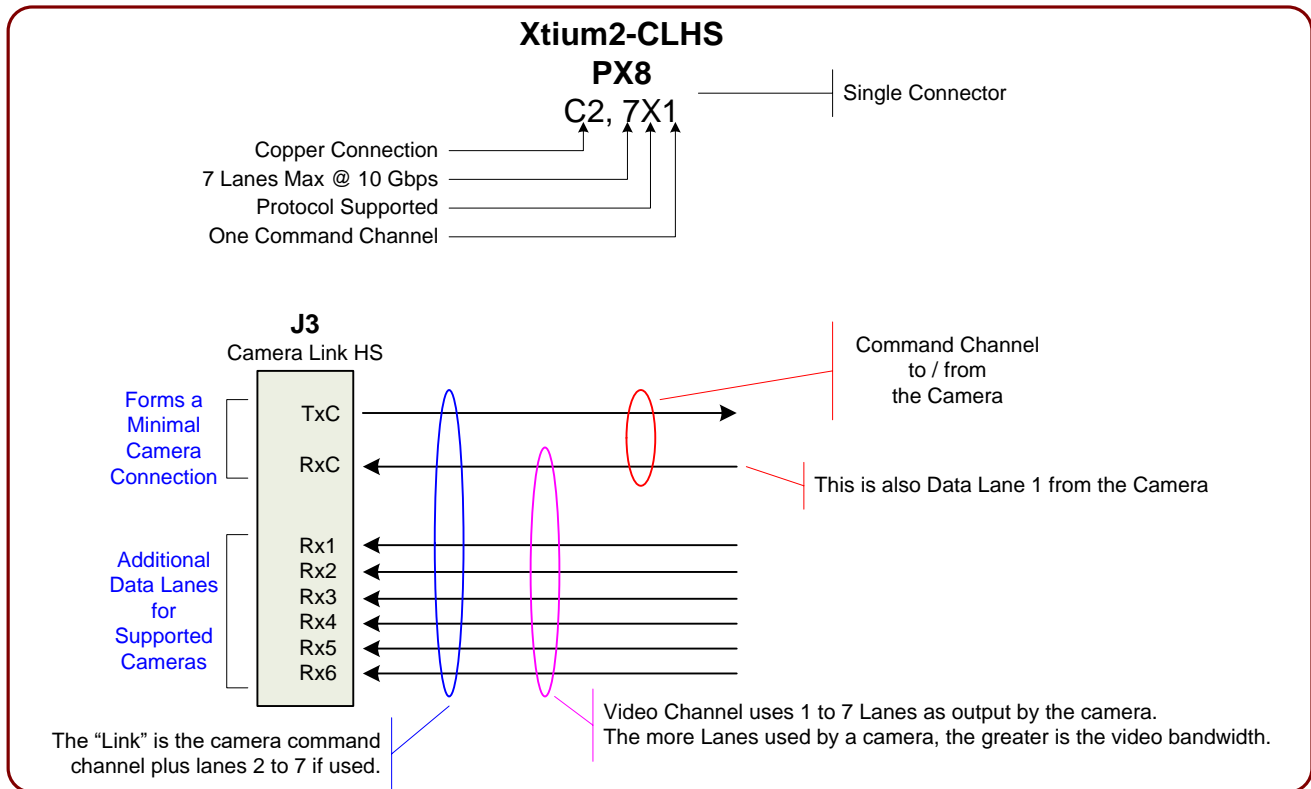 Xtium2-CLHS
PX8
C2, 7X1
Single Connector
Copper Connection
7 Lanes Max @ 10 Gbps
Protocol Supported
One Command Channel
J3
Camera Link HS
Forms a
Minimal
Camera
Connection
TxC
RxC
Command Channel
to / from
the Camera
This is also Data Lane 1 from the Camera
Additional
Data Lanes
for
Supported
Cameras
Rx1
Rx2
Rx3
Rx4
Rx5
Rx6
The “Link” is the camera command
channel plus lanes 2 to 7 if used.
Video Channel uses 1 to 7 Lanes as output by the camera.
The more Lanes used by a camera, the greater is the video bandwidth.